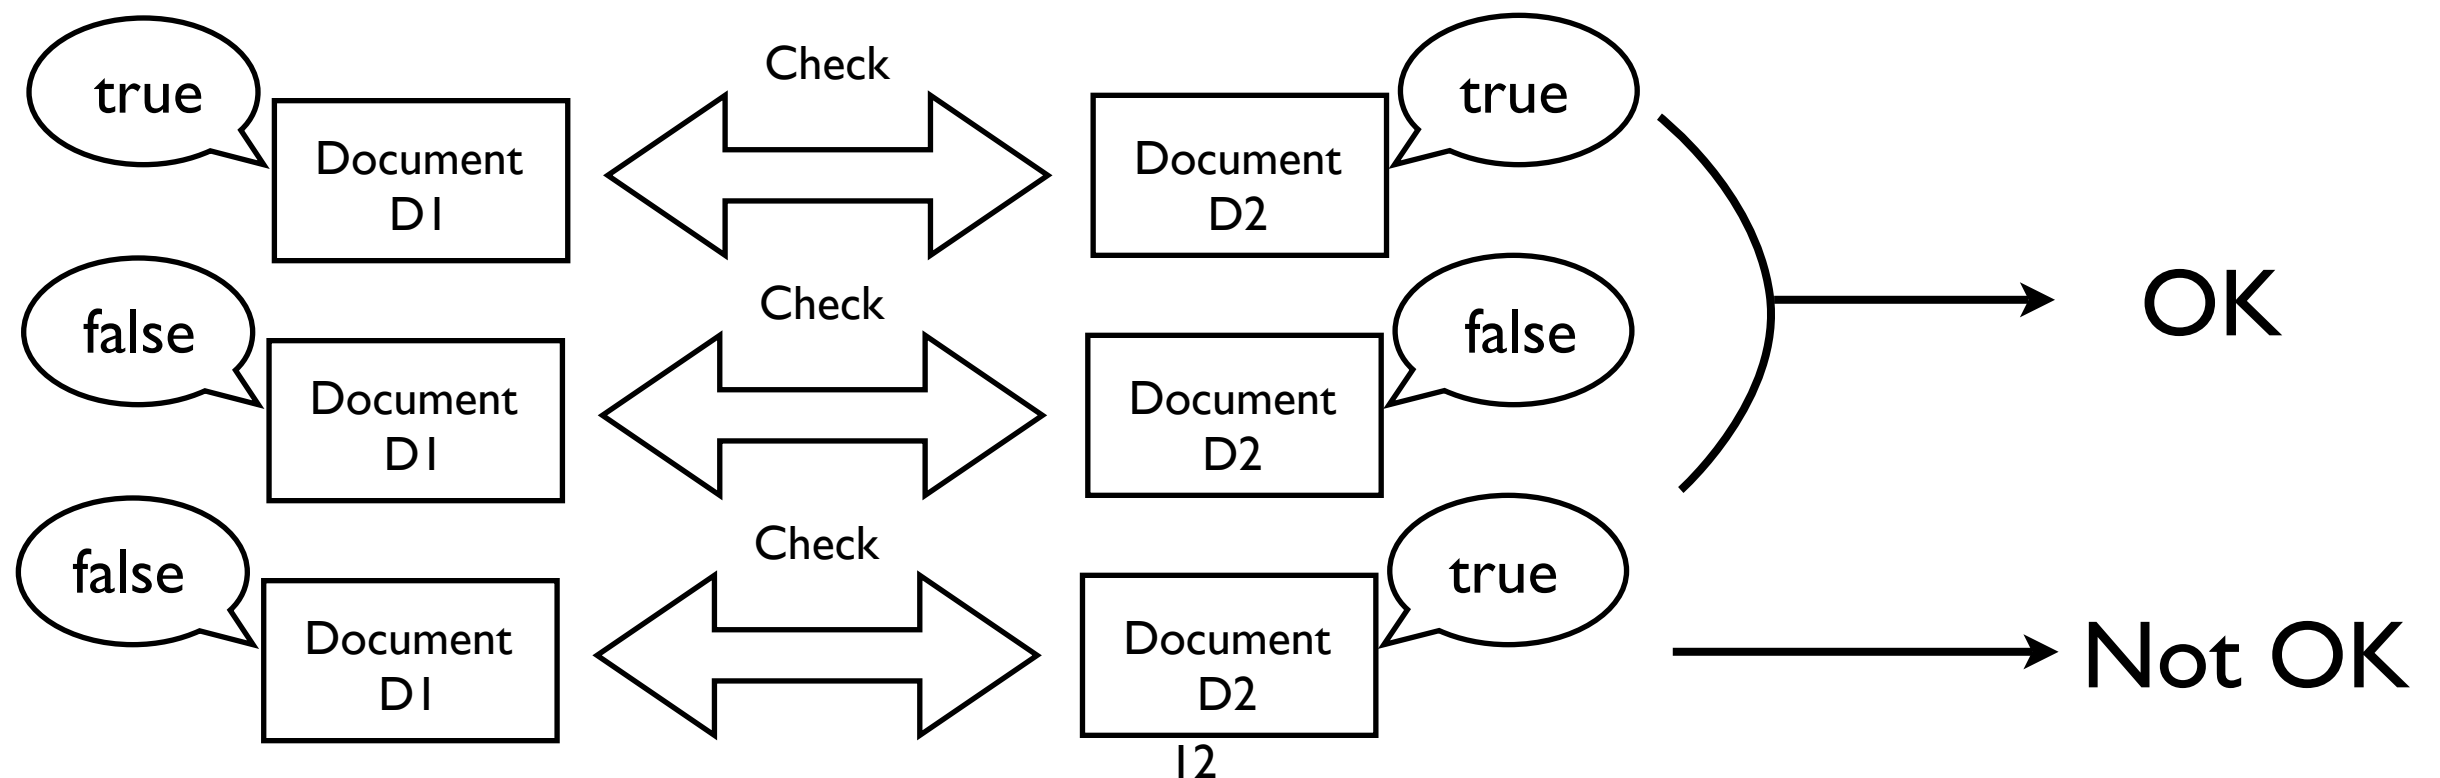 Check
true
true
Document
D1
Document
D2
Check
OK
false
false
Document
D1
Document
D2
Check
false
true
Document
D1
Document
D2
Not OK
12